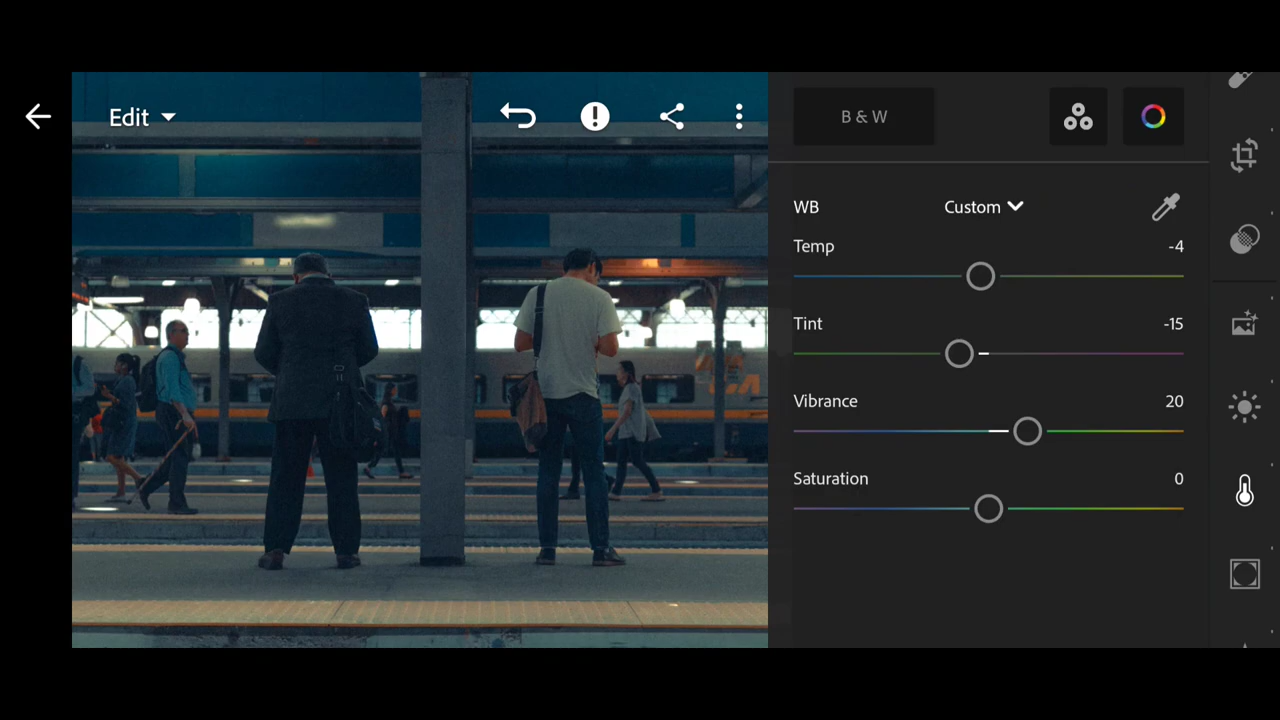 Edit
B & W
WB Custom
Temp -4
Tint -15
Vibrance 20
Saturation 0